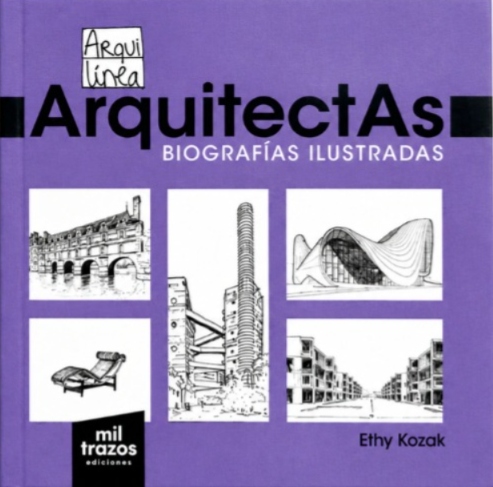 Arqui
línea
ArquitectAs
BIOGRAFÍAS ILUSTRADAS
Ethy Kozak
mil
trazos
ediciones